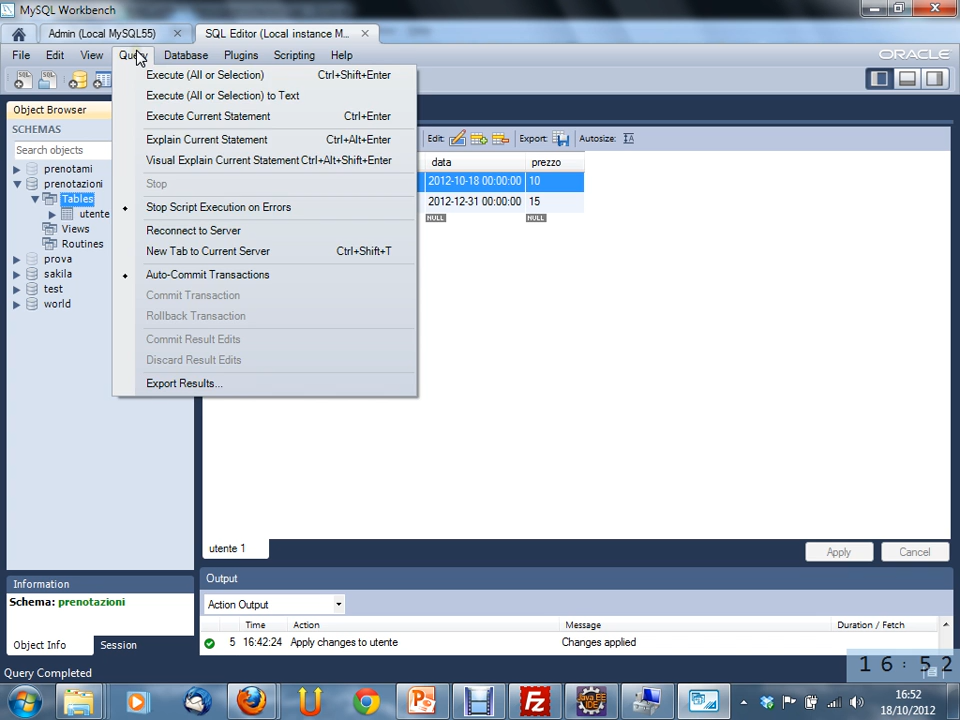 MySQL Workbench
Admin (Local MySQL55)
SQL Editor (Local instance M...
File Edit View Query Database Plugins Scripting Help
ORACLE
Object Browser
SCHEMAS
Search objects
prenotami
prenotazioni
Tables
utente
Views
Routines
prova
sakila
test
world
Execute (All or Selection) Ctrl+Shift+Enter
Execute (All or Selection) to Text
Execute Current Statement Ctrl+Enter
Explain Current Statement Ctrl+Alt+Enter
Visual Explain Current Statement Ctrl+Alt+Shift+Enter
Stop
Stop Script Execution on Errors
Reconnect to Server
New Tab to Current Server Ctrl+Shift+T
Auto-Commit Transactions
Commit Transaction
Rollback Transaction
Commit Result Edits
Discard Result Edits
Export Results...
Edit: Export: Autosize:
data prezzo
2012-10-18 00:00:00 10
2012-12-31 00:00:00 15
NULL NULL
utente 1
Apply Cancel
Information
Schema: prenotazioni
Object Info Session
Output
Action Output
Time Action Message Duration / Fetch
5 16:42:24 Apply changes to utente Changes applied
Query Completed
16:52
16:52
18/10/2012